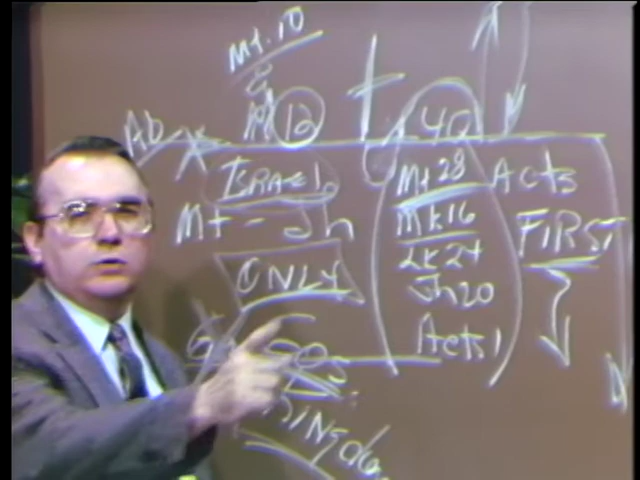 Mt. 10
&
12
40
Ab
ISRAEL
Mt - Jh
ONLY
Mt 28
Mk 16
Lk 24
Jh 20
Acts 1
Acts
FIRST